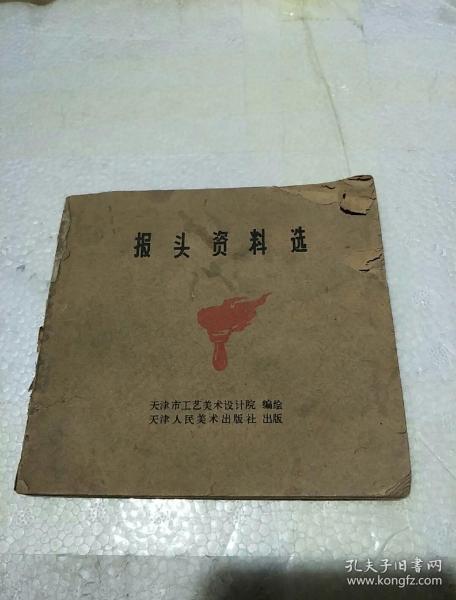 报头资料选
天津市工艺美术设计院 编绘
天津人民美术出版社 出版
孔夫子旧书网
www.kongfz.com